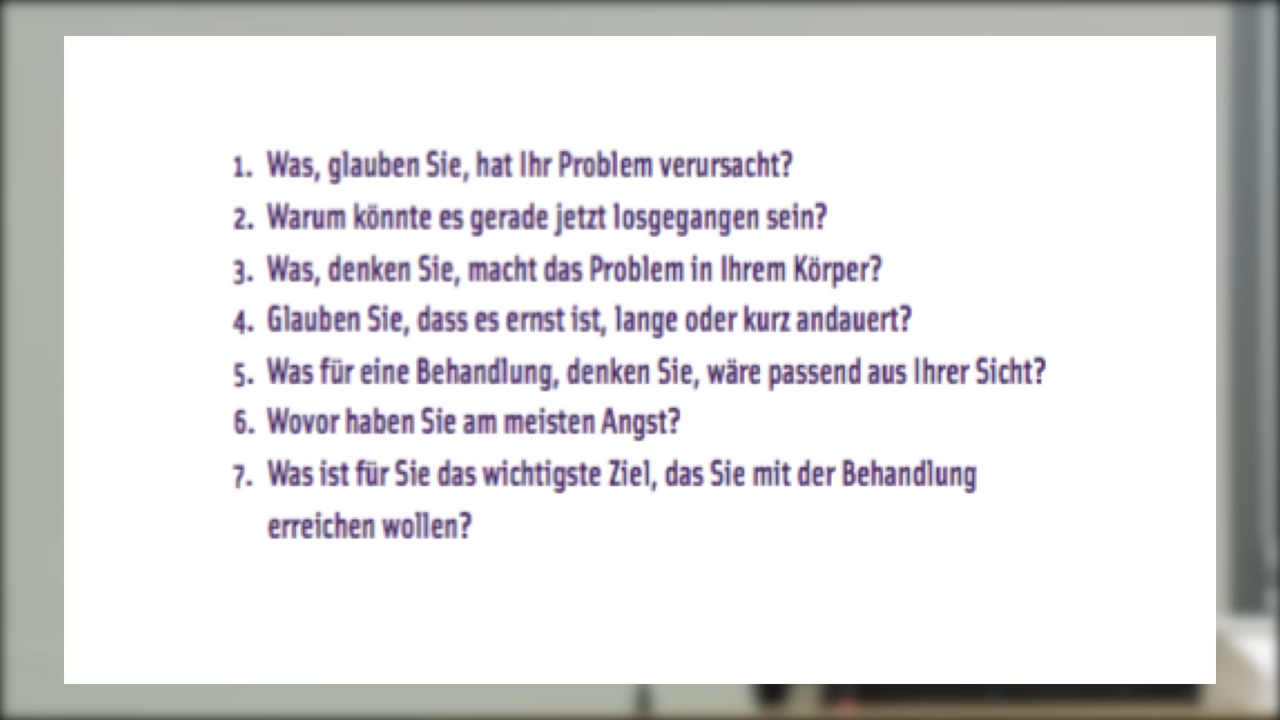 1. Was, glauben Sie, hat Ihr Problem verursacht?
2. Warum könnte es gerade jetzt losgegangen sein?
3. Was, denken Sie, macht das Problem in Ihrem Körper?
4. Glauben Sie, dass es ernst ist, lange oder kurz andauert?
5. Was für eine Behandlung, denken Sie, wäre passend aus Ihrer Sicht?
6. Wovor haben Sie am meisten Angst?
7. Was ist für Sie das wichtigste Ziel, das Sie mit der Behandlung
erreichen wollen?